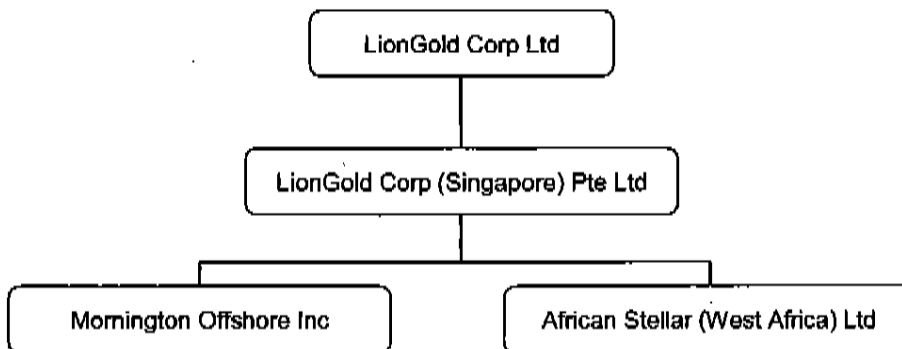 LionGold Corp Ltd
LionGold Corp (Singapore) Pte Ltd
Mornington Offshore Inc
African Stellar (West Africa) Ltd